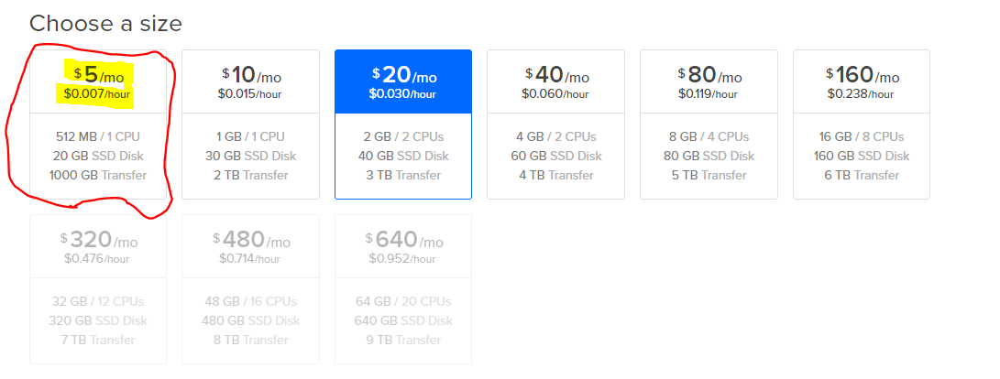 Choose a size
$5/mo
$0.007/hour
512 MB / 1 CPU
20 GB SSD Disk
1000 GB Transfer
$10/mo
$0.015/hour
1 GB / 1 CPU
30 GB SSD Disk
2 TB Transfer
$20/mo
$0.030/hour
2 GB / 2 CPUs
40 GB SSD Disk
3 TB Transfer
$40/mo
$0.060/hour
4 GB / 2 CPUs
60 GB SSD Disk
4 TB Transfer
$80/mo
$0.119/hour
8 GB / 4 CPUs
80 GB SSD Disk
5 TB Transfer
$160/mo
$0.238/hour
16 GB / 8 CPUs
160 GB SSD Disk
6 TB Transfer
$320/mo
$0.476/hour
32 GB / 12 CPUs
320 GB SSD Disk
7 TB Transfer
$480/mo
$0.714/hour
48 GB / 16 CPUs
480 GB SSD Disk
8 TB Transfer
$640/mo
$0.952/hour
64 GB / 20 CPUs
640 GB SSD Disk
9 TB Transfer